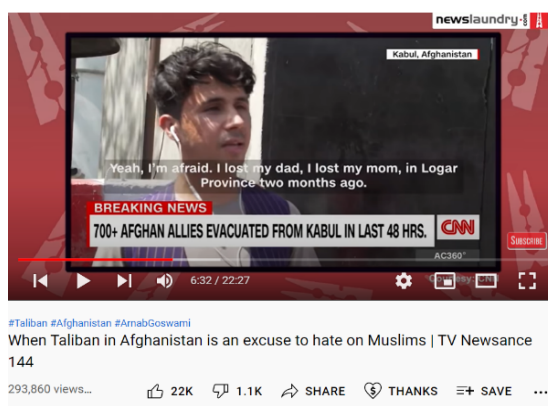 newslaundry
Kabul, Afghanistan
Yeah, I'm afraid. I lost my dad, I lost my mom, in Logar
Province two months ago.
BREAKING NEWS
700+ AFGHAN ALLIES EVACUATED FROM KABUL IN LAST 48 HRS.
CNN
SUBSCRIBE
AC360°
6:32 / 22:27
#Taliban #Afghanistan #ArnabGoswami
When Taliban in Afghanistan is an excuse to hate on Muslims | TV Newsance
144
293,860 views...
22K
1.1K
SHARE
THANKS
SAVE